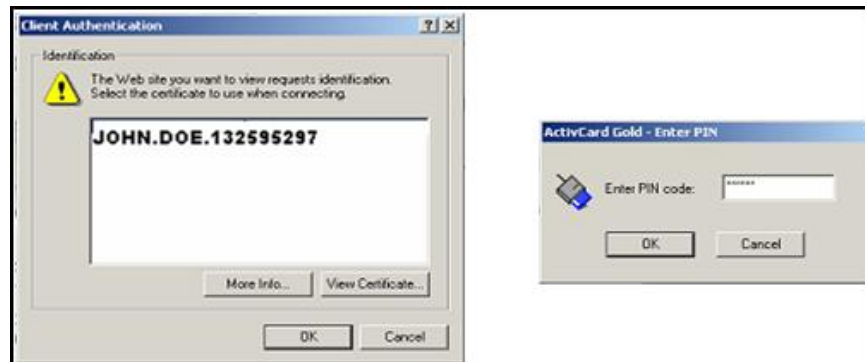 Client Authentication
Identification
The Web site you want to view requests identification.
Select the certificate to use when connecting.
JOHN.DOE.132595297
More Info...
View Certificate...
OK
Cancel
ActivCard Gold - Enter PIN
Enter PIN code:
******
OK
Cancel